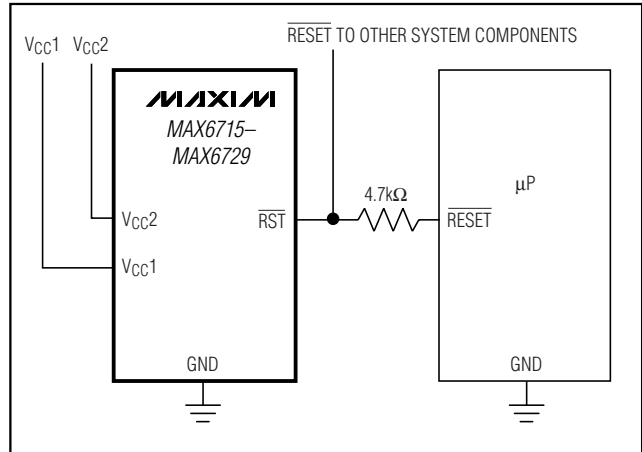 RESET TO OTHER SYSTEM COMPONENTS
VCC1 VCC2
MAXIM
MAX6715–
MAX6729
µP
4.7kΩ
VCC2
RST
RESET
VCC1
GND
GND